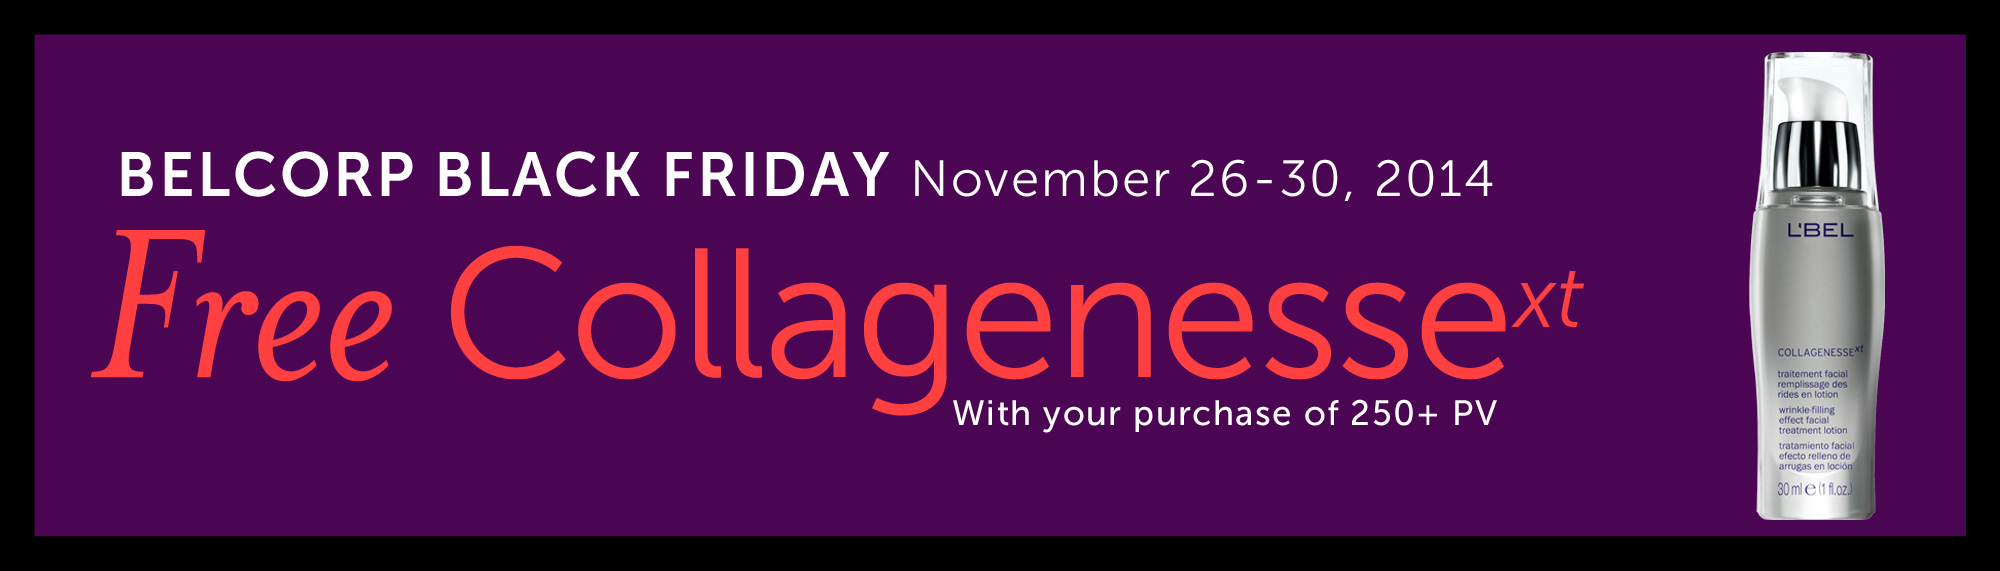 BELCORP BLACK FRIDAY November 26-30, 2014
Free Collagenesse xt
With your purchase of 250+ PV
L'BEL
COLLAGENESSE xt
traitement facial
remplissage des
rides en lotion
wrinkle-filling
effect facial
treatment lotion
tratamiento facial
efecto relleno de
arrugas en loción
30 ml e (1 fl.oz.)